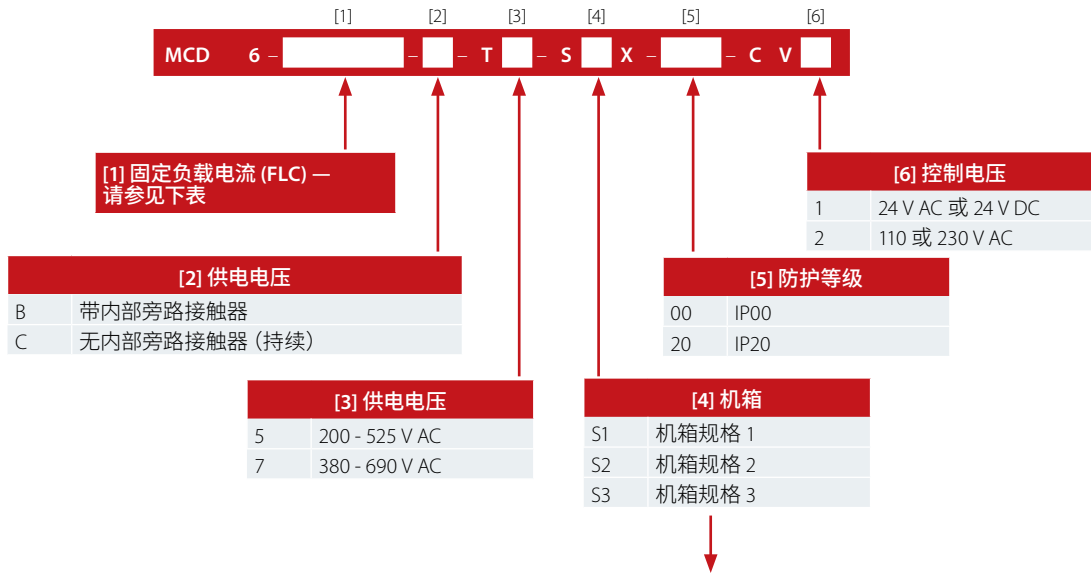 [1] [2] [3] [4] [5] [6]
MCD 6 – – – T – S X – – C V
[1] 固定负载电流 (FLC) —
请参见下表
[6] 控制电压
1 24 V AC 或 24 V DC
2 110 或 230 V AC
[2] 供电电压
B 带内部旁路接触器
C 无内部旁路接触器（持续）
[5] 防护等级
00 IP00
20 IP20
[3] 供电电压
5 200 - 525 V AC
7 380 - 690 V AC
[4] 机箱
S1 机箱规格 1
S2 机箱规格 2
S3 机箱规格 3